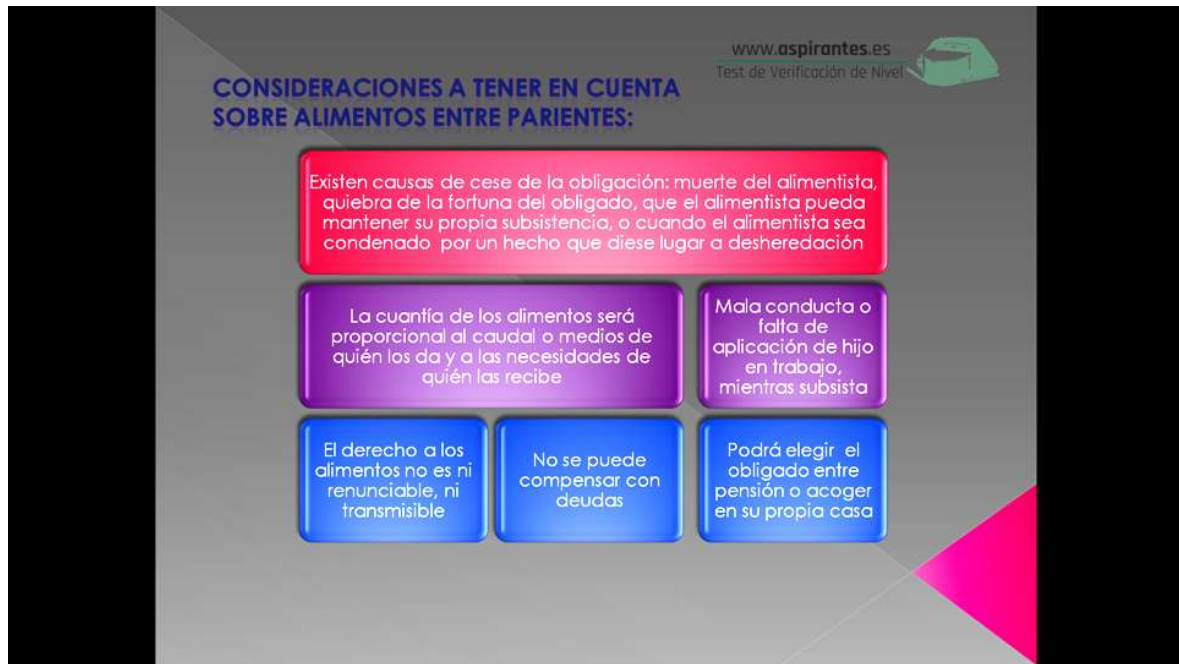 www.aspirantes.es
Test de Verificación de Nivel
CONSIDERACIONES A TENER EN CUENTA
SOBRE ALIMENTOS ENTRE PARIENTES:
Existen causas de cese de la obligación: muerte del alimentista,
quiebra de la fortuna del obligado, que el alimentista pueda
mantener su propia subsistencia, o cuando el alimentista sea
condenado por un hecho que diese lugar a desheredación
La cuantía de los alimentos será
proporcional al caudal o medios de
quién los da y a las necesidades de
quién las recibe
Mala conducta o
falta de
aplicación de hijo
en trabajo,
mientras subsista
El derecho a los
alimentos no es ni
renunciable, ni
transmisible
No se puede
compensar con
deudas
Podrá elegir el
obligado entre
pensión o acoger
en su propia casa